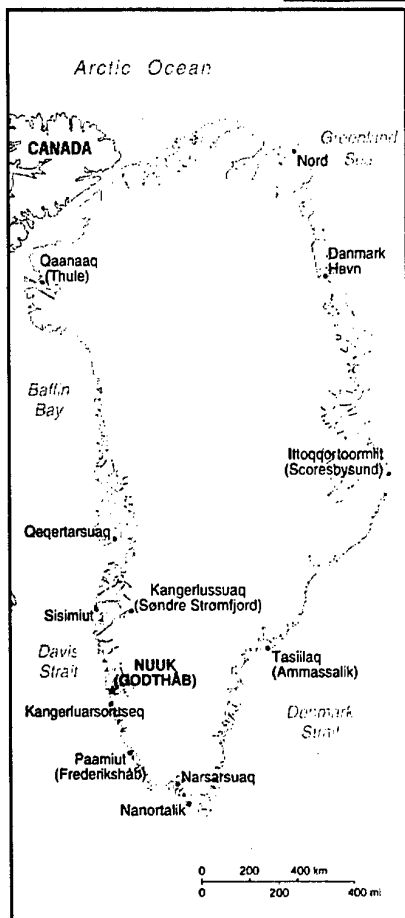 Arctic Ocean
CANADA
Greenland
Sea
Nord
Qaanaaq
(Thule)
Danmark
Havn
Baffin
Bay
Ittoqqortoormiit
(Scoresbysund)
Qeqertarsuaq
Kangerlussuaq
(Søndre Strømfjord)
Sisimiut
Davis
Strait
NUUK
(GODTHÅB)
Tasiilaq
(Ammassalik)
Kangerluarsoruseq
Denmark
Strait
Paamiut
(Frederikshåb)
Narsarsuaq
Nanortalik
0 200 400 km
0 200 400 mi